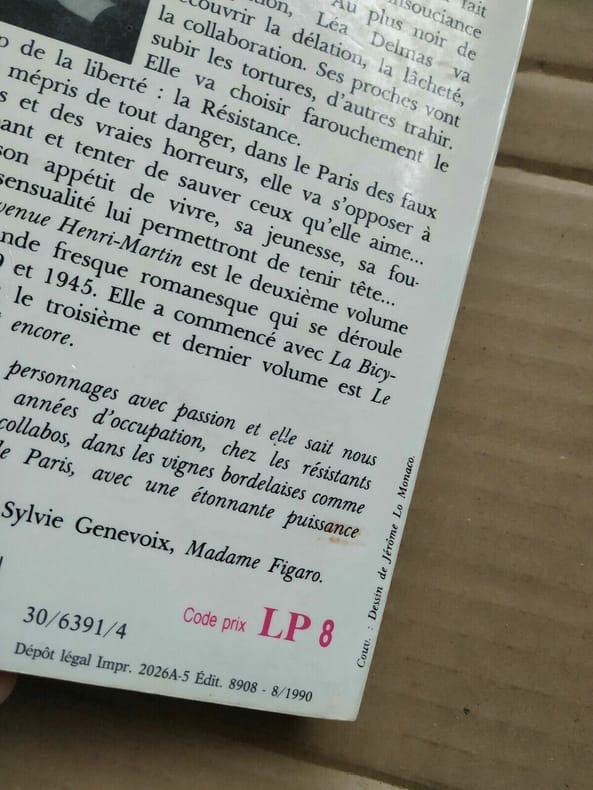 fait
insouciance
Au plus noir de
Léa Delmas va
découvrir la délation, la lâcheté,
la collaboration. Ses proches vont
subir les tortures, d'autres trahir.
Elle va choisir farouchement le
de la liberté : la Résistance.
mépris de tout danger, dans le Paris des faux
et des vraies horreurs, elle va s'opposer à
ant et tenter de sauver ceux qu'elle aime...
son appétit de vivre, sa jeunesse, sa fou-
sensualité lui permettront de tenir tête...
venue Henri-Martin est le deuxième volume
nde fresque romanesque qui se déroule
et 1945. Elle a commencé avec La Bicy-
le troisième et dernier volume est Le
encore.
personnages avec passion et elle sait nous
années d'occupation, chez les résistants
collabos, dans les vignes bordelaises comme
le Paris, avec une étonnante puissance
Sylvie Genevoix, Madame Figaro.
30/6391/4
Code prix LP 8
Dépôt légal Impr. 2026A-5 Édit. 8908 - 8/1990
Couv. : Dessin de Jérôme Lo Monaco.